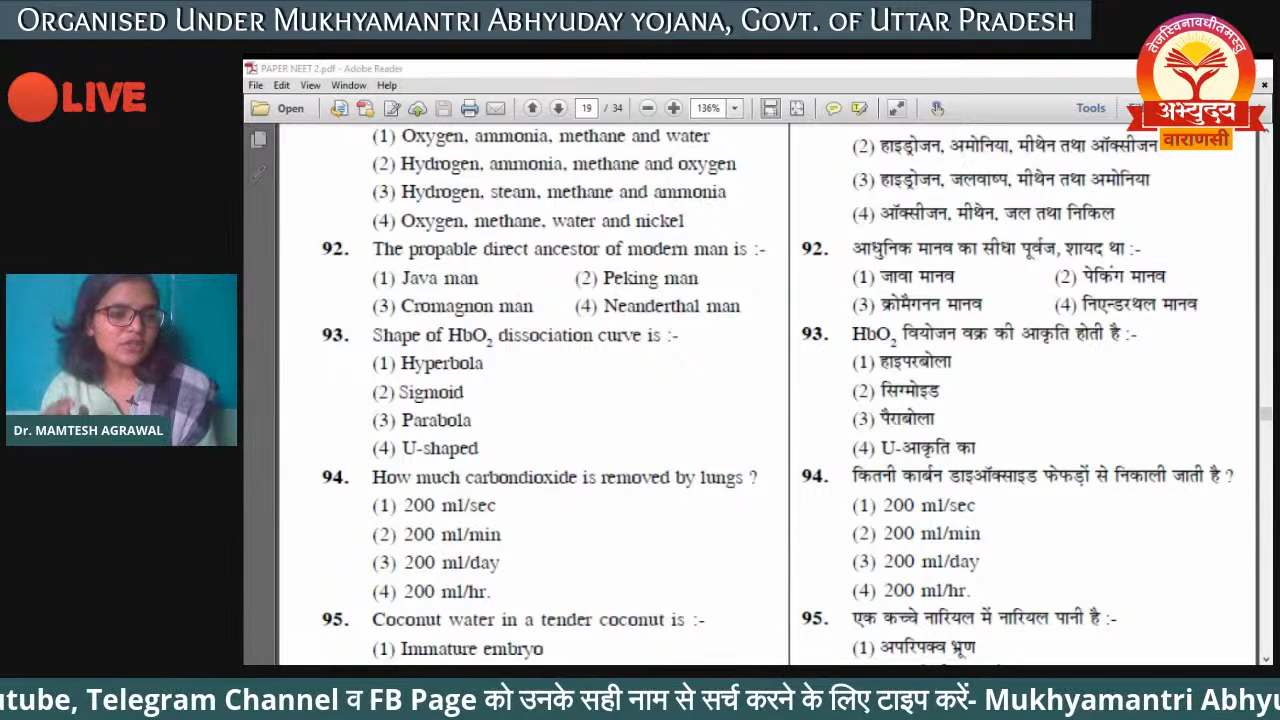 ORGANISED UNDER MUKHYAMANTRI ABHYUDAY YOJANA, GOVT. OF UTTAR PRADESH
तेजस्विनावधीतमस्तु
अभ्युदय
वाराणसी
LIVE
PAPER NEET 2.pdf - Adobe Reader
File Edit View Window Help
Open 19 / 34 136% Tools
(1) Oxygen, ammonia, methane and water
(2) Hydrogen, ammonia, methane and oxygen
(3) Hydrogen, steam, methane and ammonia
(4) Oxygen, methane, water and nickel
92. The propable direct ancestor of modern man is :-
(1) Java man (2) Peking man
(3) Cromagnon man (4) Neanderthal man
93. Shape of HbO2 dissociation curve is :-
(1) Hyperbola
(2) Sigmoid
(3) Parabola
(4) U-shaped
94. How much carbondioxide is removed by lungs ?
(1) 200 ml/sec
(2) 200 ml/min
(3) 200 ml/day
(4) 200 ml/hr.
95. Coconut water in a tender coconut is :-
(1) Immature embryo
(2) हाइड्रोजन, अमोनिया, मीथेन तथा ऑक्सीजन
(3) हाइड्रोजन, जलवाष्प, मीथेन तथा अमोनिया
(4) ऑक्सीजन, मीथेन, जल तथा निकिल
92. आधुनिक मानव का सीधा पूर्वज, शायद था :-
(1) जावा मानव (2) पेकिंग मानव
(3) क्रोमैगनन मानव (4) निएन्डरथल मानव
93. HbO2 वियोजन वक्र की आकृति होती है :-
(1) हाइपरबोला
(2) सिग्मोइड
(3) पैराबोला
(4) U-आकृति का
94. कितनी कार्बन डाइऑक्साइड फेफड़ों से निकाली जाती है ?
(1) 200 ml/sec
(2) 200 ml/min
(3) 200 ml/day
(4) 200 ml/hr.
95. एक कच्चे नारियल में नारियल पानी है :-
(1) अपरिपक्व भ्रूण
Dr. MAMTESH AGRAWAL
utube, Telegram Channel व FB Page को उनके सही नाम से सर्च करने के लिए टाइप करें- Mukhyamantri Abhyu